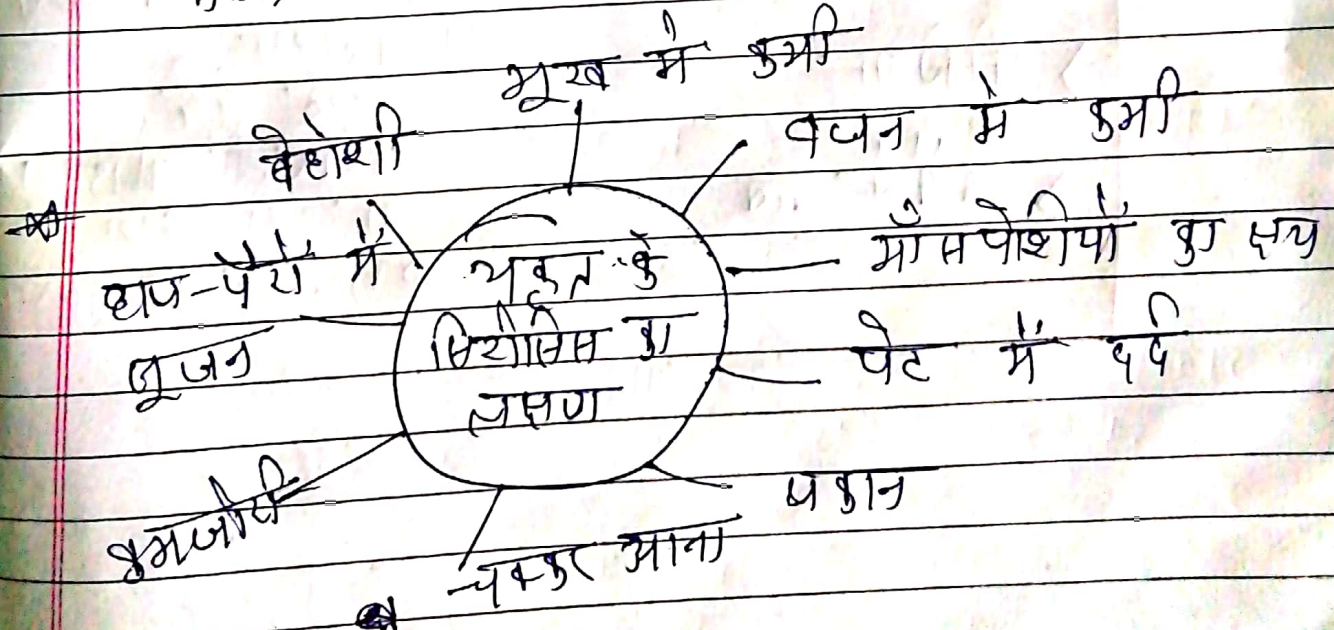 भूख में कमी
वजन में कमी
बेहोशी
माँसपेशियों का क्षय
हाथ-पैरों में
सूजन
यकृत के
सिरोसिस का
लक्षण
पेट में दर्द
थकान
कमजोरी
चक्कर आना